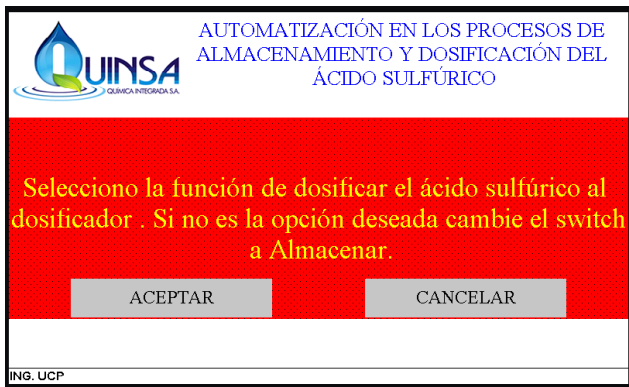 AUTOMATIZACIÓN EN LOS PROCESOS DE
ALMACENAMIENTO Y DOSIFICACIÓN DEL
ÁCIDO SULFÚRICO
QUINSA
QUÍMICA INTEGRADA S.A.
Selecciono la función de dosificar el ácido sulfúrico al
dosificador . Si no es la opción deseada cambie el switch
a Almacenar.
ACEPTAR
CANCELAR
ING. UCP